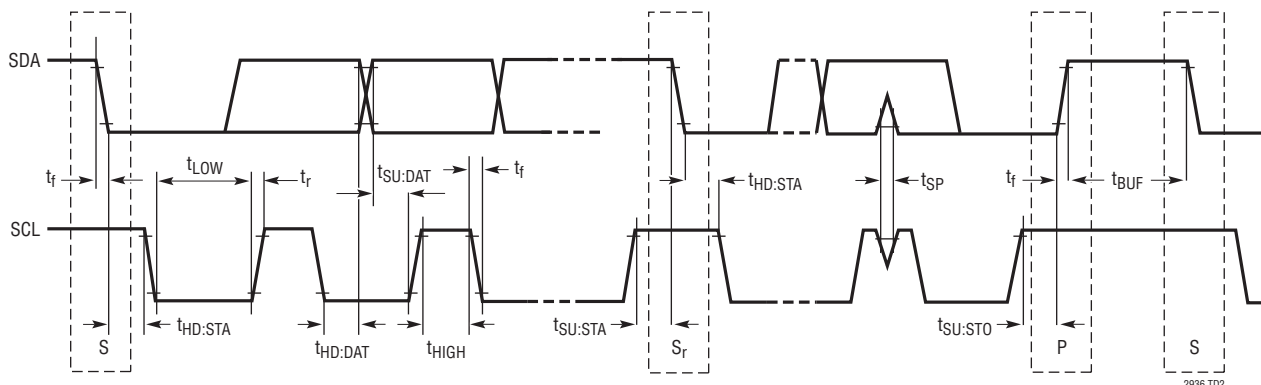 SDA
tf
tLOW
tr
tSU:DAT
tf
tHD:STA
tSP
tf
tBUF
SCL
tHD:STA
tHD:DAT
tHIGH
tSU:STA
tSU:STO
S
Sr
P
S
2936 TD2